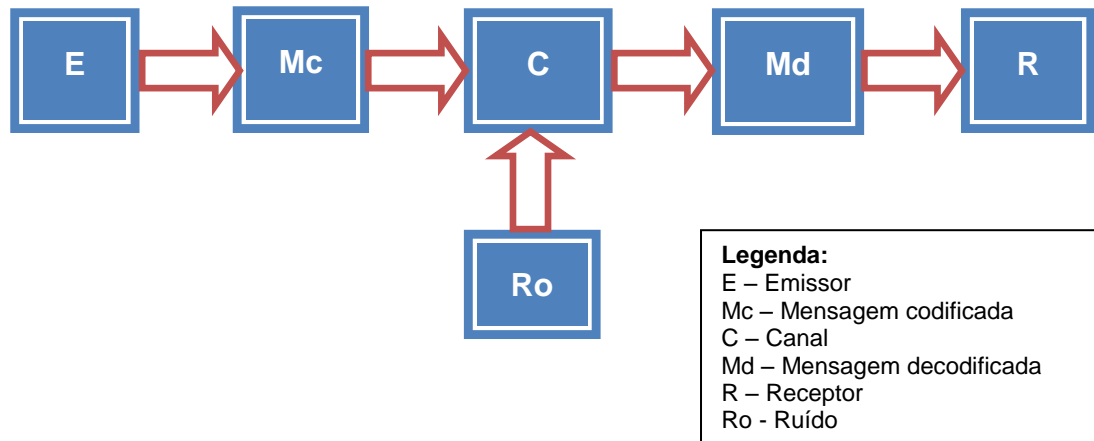 E
Mc
C
Md
R
Ro
Legenda:
E – Emissor
Mc – Mensagem codificada
C – Canal
Md – Mensagem decodificada
R – Receptor
Ro - Ruído